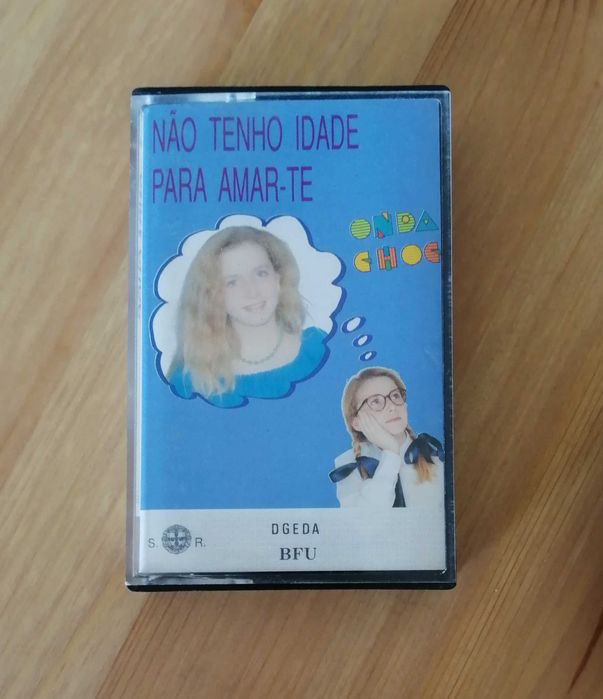 NÃO TENHO IDADE
PARA AMAR-TE
ONDA
CHOC
S. R.
DGEDA
BFU